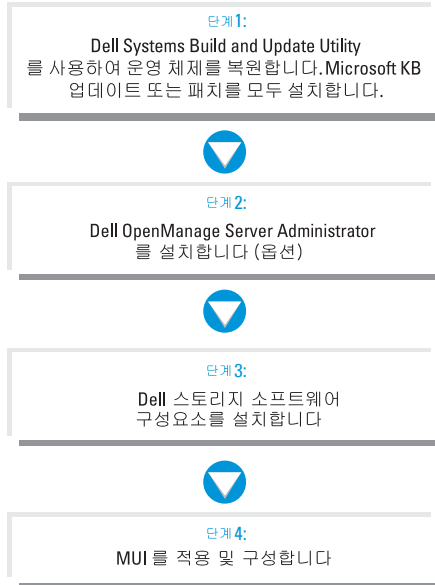 단계1:
Dell Systems Build and Update Utility
를 사용하여 운영 체제를 복원합니다. Microsoft KB
업데이트 또는 패치를 모두 설치합니다.
단계2:
Dell OpenManage Server Administrator
를 설치합니다 (옵션)
단계3:
Dell 스토리지 소프트웨어
구성요소를 설치합니다
단계4:
MUI 를 적용 및 구성합니다